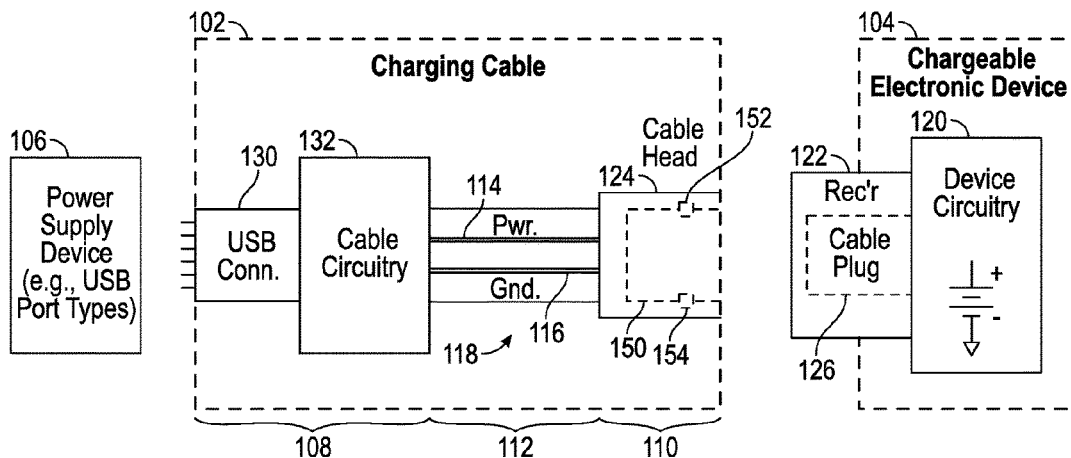 102
Charging Cable
104
Chargeable
Electronic Device
106
Power
Supply
Device
(e.g., USB
Port Types)
130
USB
Conn.
132
Cable
Circuitry
114
Pwr.
Gnd.
116
118
Cable
Head
124
152
150
154
122
Rec'r
Cable
Plug
126
120
Device
Circuitry
+
-
108
112
110